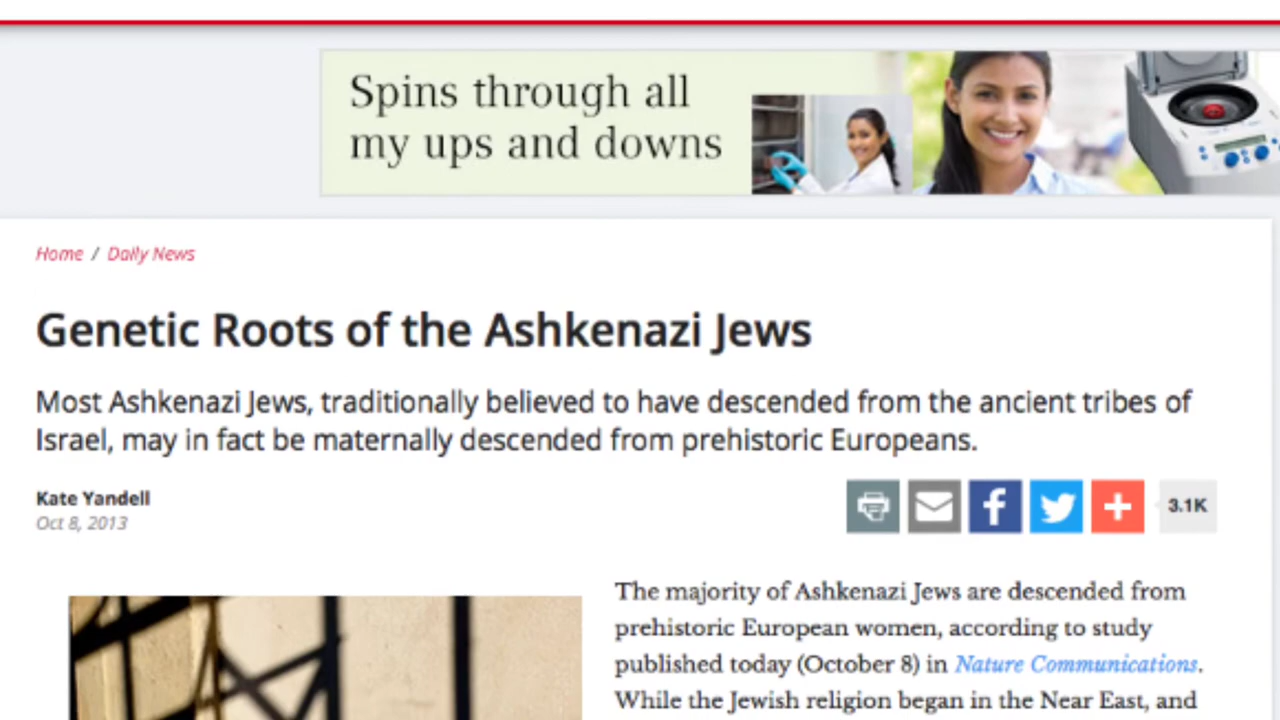 Spins through all
my ups and downs
Home / Daily News
Genetic Roots of the Ashkenazi Jews
Most Ashkenazi Jews, traditionally believed to have descended from the ancient tribes of
Israel, may in fact be maternally descended from prehistoric Europeans.
Kate Yandell
Oct 8, 2013
3.1K
The majority of Ashkenazi Jews are descended from
prehistoric European women, according to study
published today (October 8) in Nature Communications.
While the Jewish religion began in the Near East, and